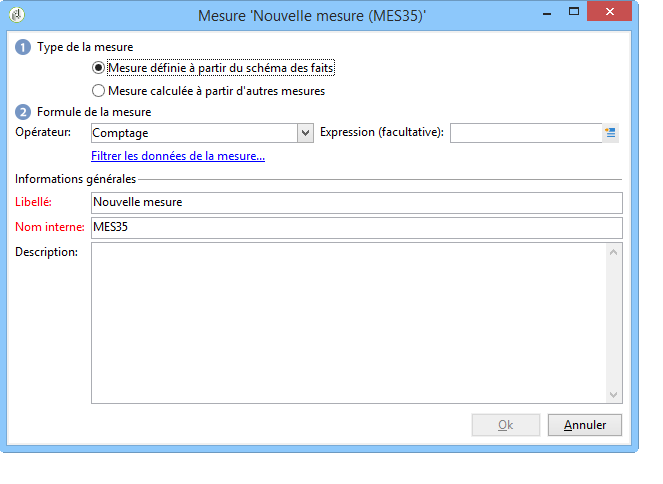 Mesure 'Nouvelle mesure (MES35)'
1 Type de la mesure
Mesure définie à partir du schéma des faits
Mesure calculée à partir d'autres mesures
2 Formule de la mesure
Opérateur: Comptage Expression (facultative):
Filtrer les données de la mesure...
Informations générales
Libellé: Nouvelle mesure
Nom interne: MES35
Description:
Ok Annuler